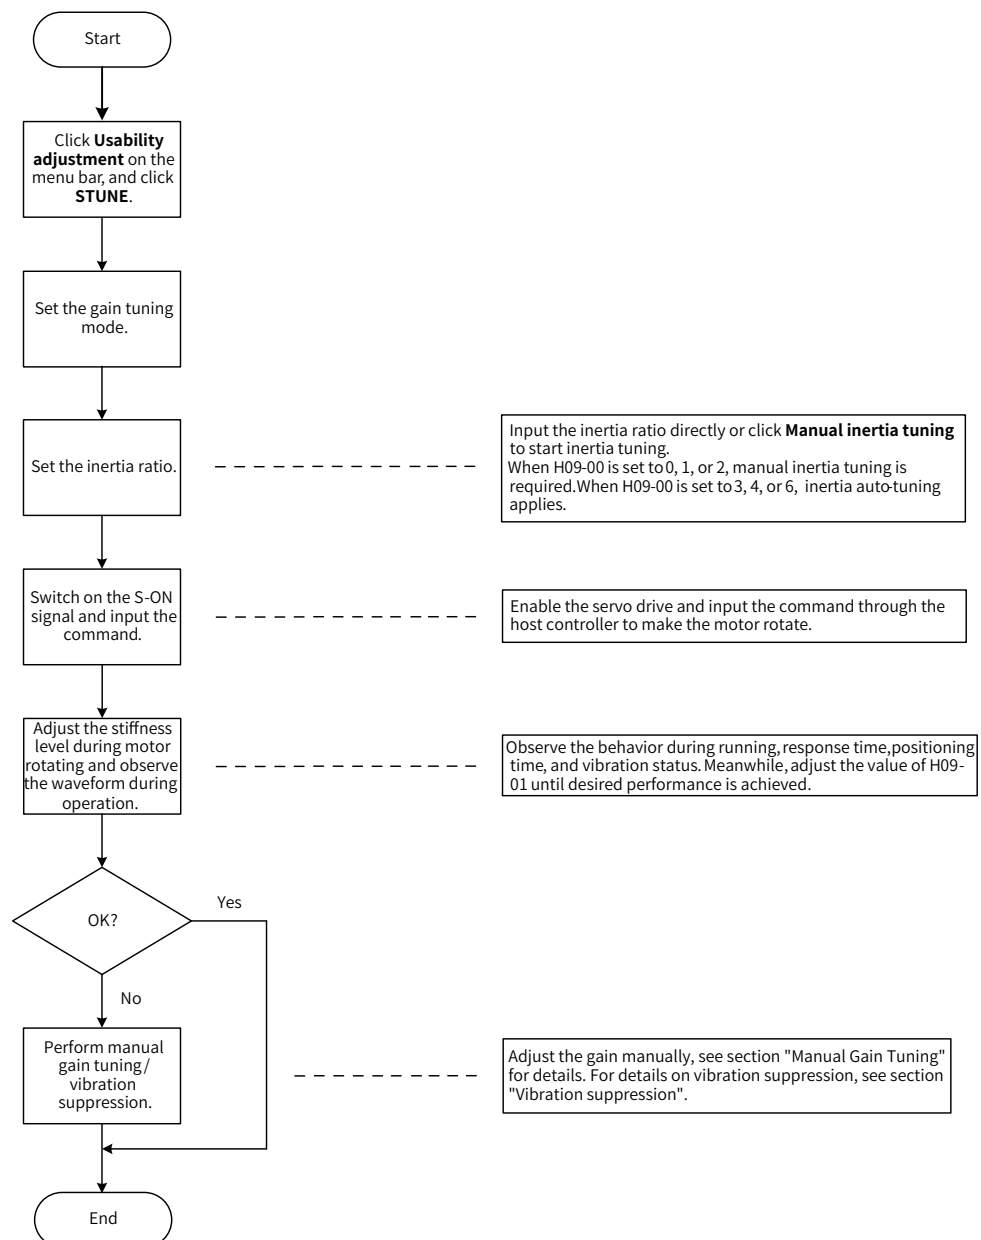 Start
Click Usability
adjustment on the
menu bar, and click
STUNE.
Set the gain tuning
mode.
Set the inertia ratio.
Input the inertia ratio directly or click Manual inertia tuning
to start inertia tuning.
When H09-00 is set to 0, 1, or 2, manual inertia tuning is
required.When H09-00 is set to 3, 4, or 6, inertia auto-tuning
applies.
Switch on the S-ON
signal and input the
command.
Enable the servo drive and input the command through the
host controller to make the motor rotate.
Adjust the stiffness
level during motor
rotating and observe
the waveform during
operation.
Observe the behavior during running, response time, positioning
time, and vibration status. Meanwhile, adjust the value of H09-
01 until desired performance is achieved.
OK?
Yes
No
Perform manual
gain tuning/
vibration
suppression.
Adjust the gain manually, see section "Manual Gain Tuning"
for details. For details on vibration suppression, see section
"Vibration suppression".
End